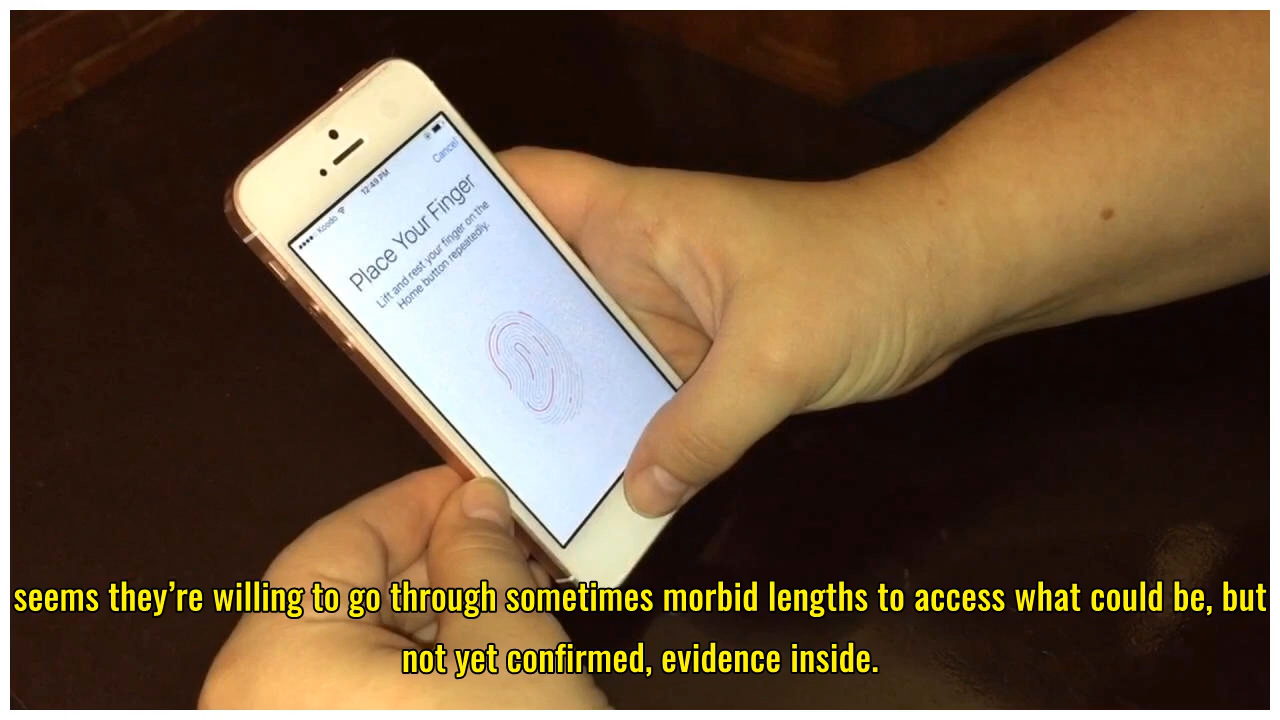 Koodo
12:49 PM
Cancel
Place Your Finger
Lift and rest your finger on the
Home button repeatedly.
seems they’re willing to go through sometimes morbid lengths to access what could be, but
not yet confirmed, evidence inside.